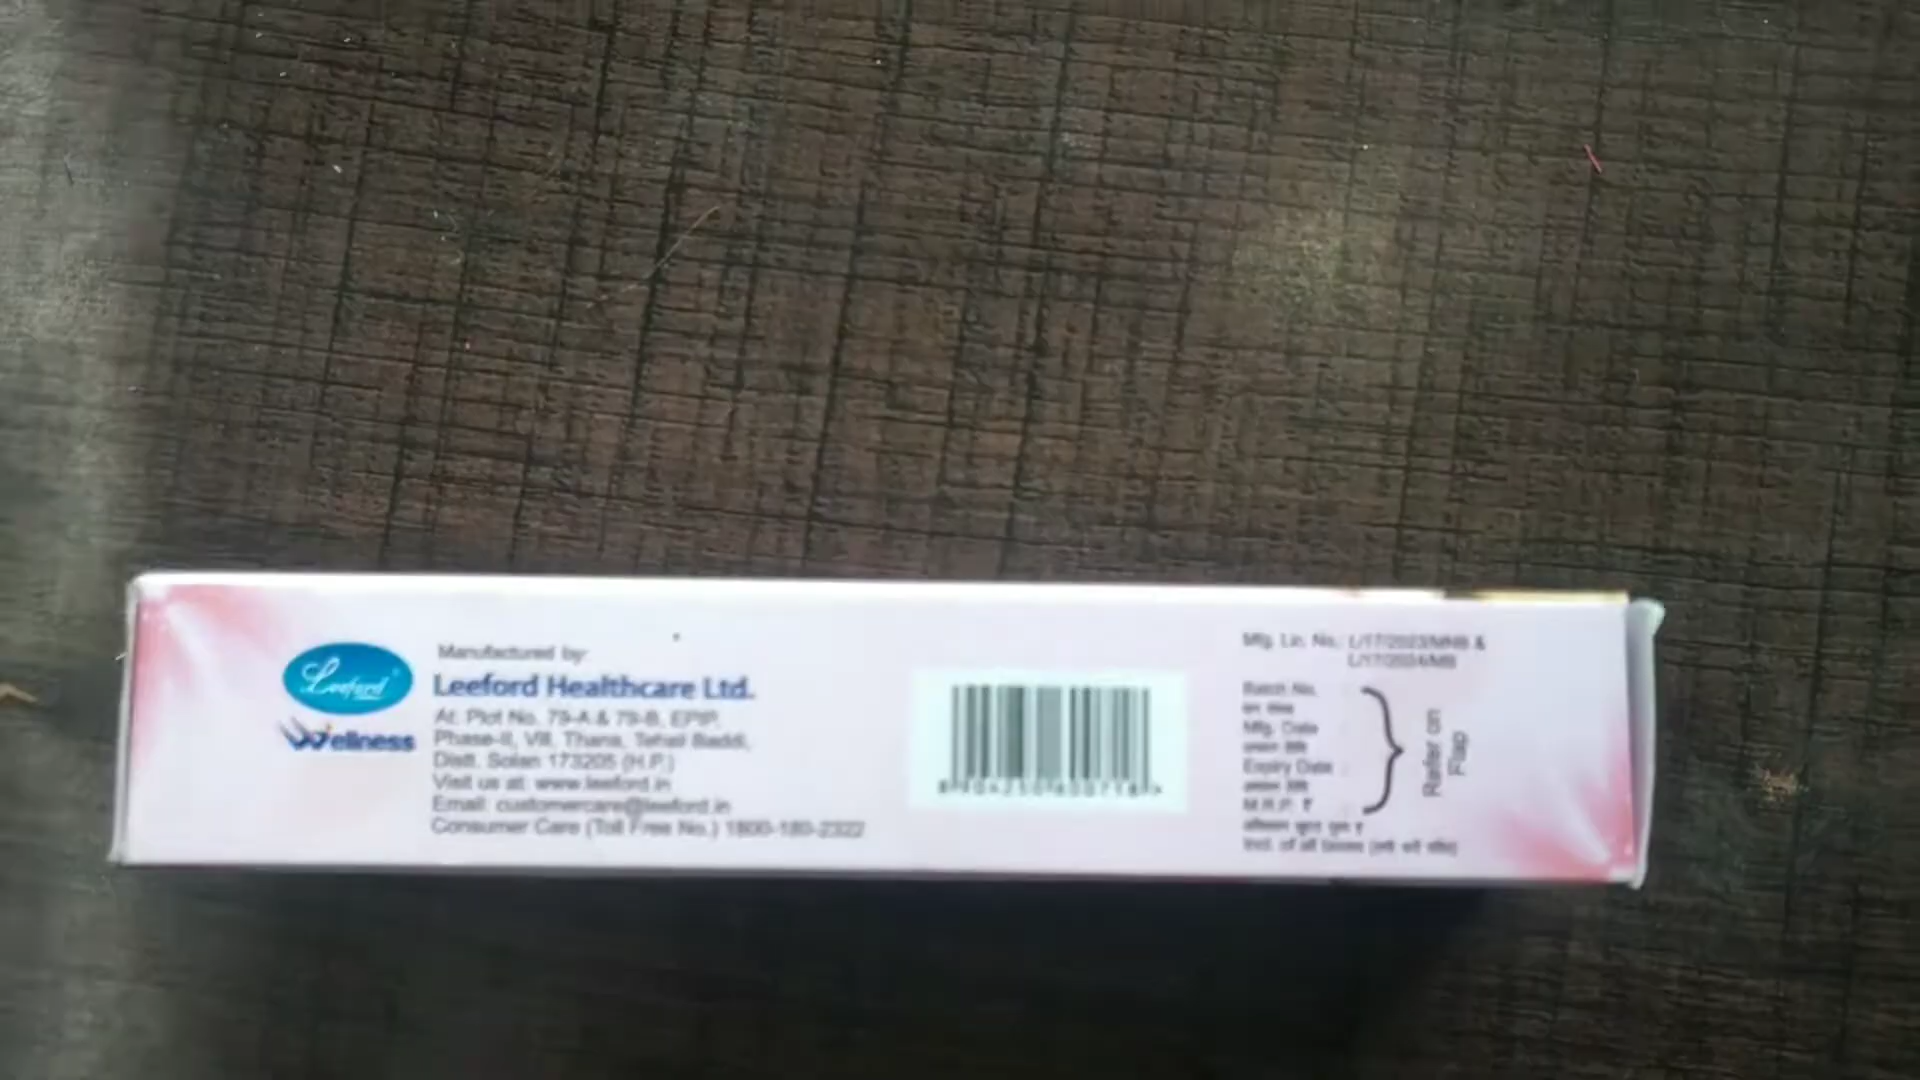 Leeford
Wellness
Manufactured by:
Leeford Healthcare Ltd.
At: Plot No. 79-A & 79-B, EPIP,
Phase-II, Vill. Thana, Tehsil Baddi,
Distt. Solan 173205 (H.P.)
Visit us at: www.leeford.in
Email: customercare@leeford.in
Consumer Care (Toll Free No.) 1800-180-2322
Mfg. Lic. No.:
Batch No. :
Mfg. Date :
Expiry Date :
M.R.P. ₹ :
Incl. of all taxes
Refer on
Flap